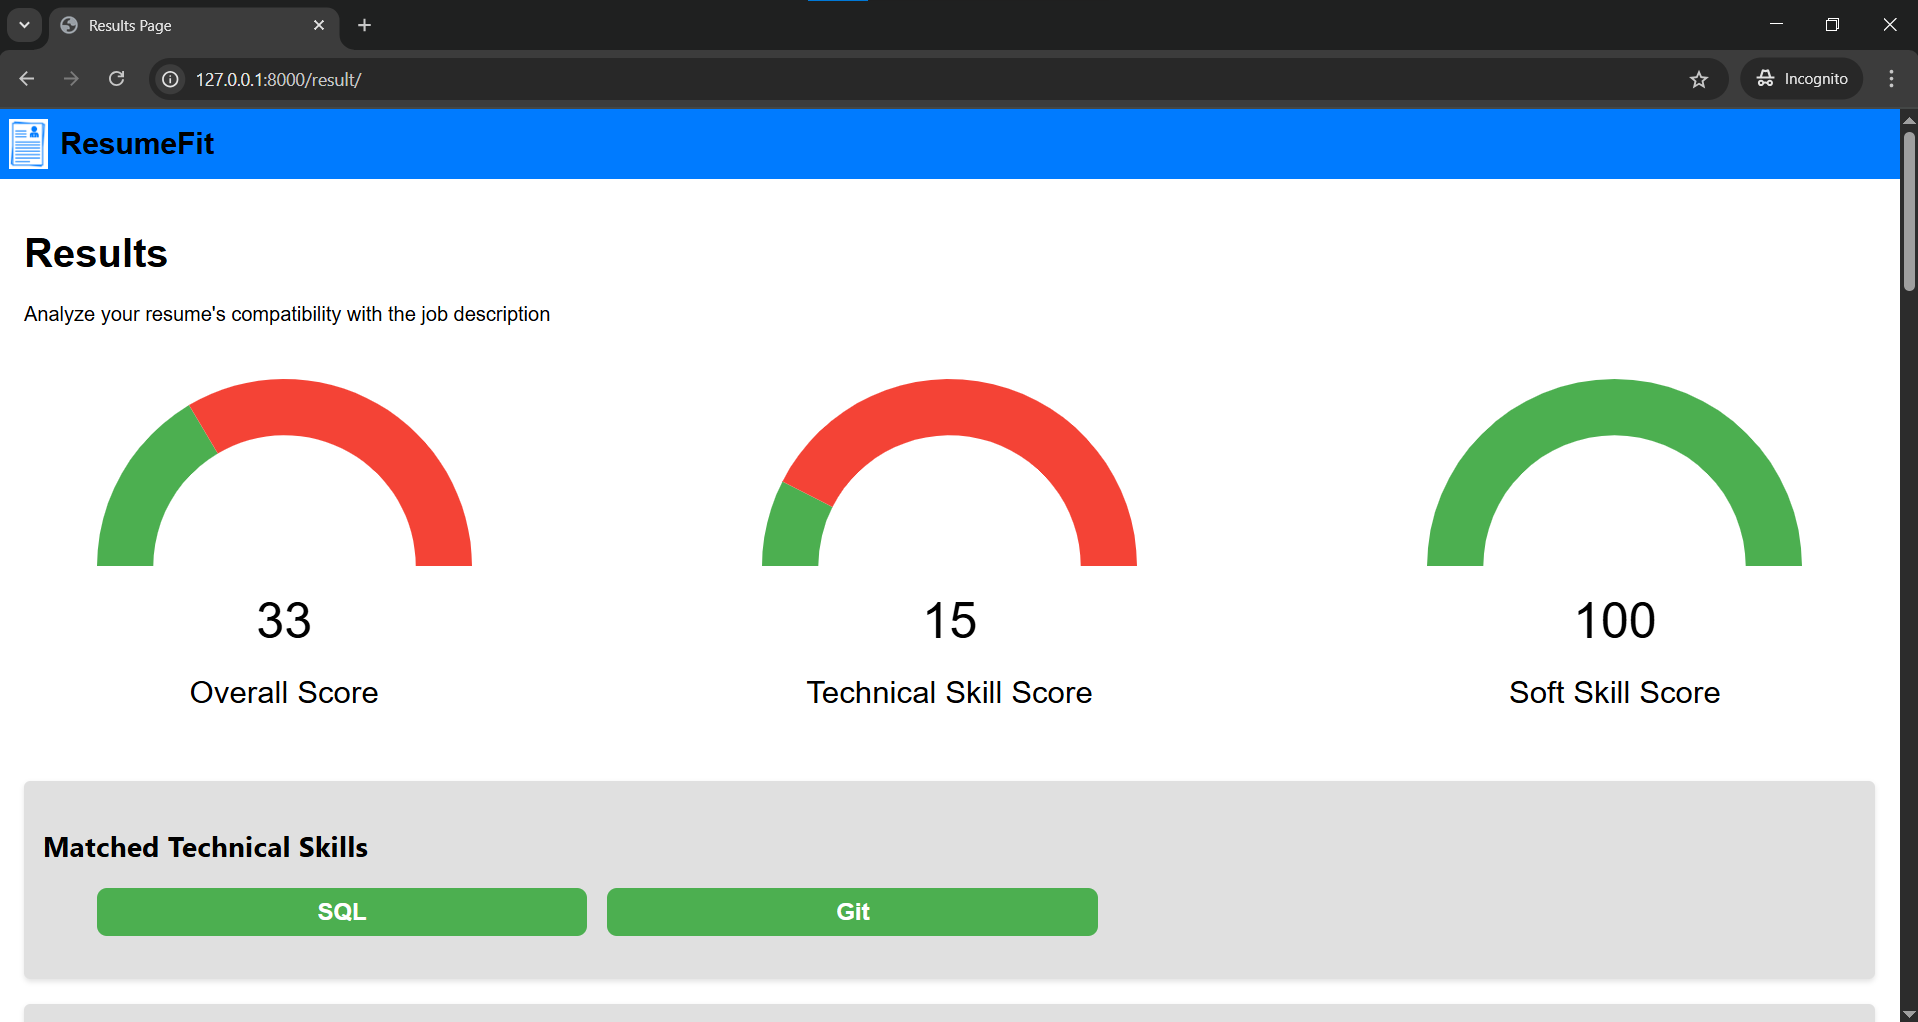 Results Page
127.0.0.1:8000/result/
Incognito
ResumeFit
Results
Analyze your resume's compatibility with the job description
33
Overall Score
15
Technical Skill Score
100
Soft Skill Score
Matched Technical Skills
SQL
Git